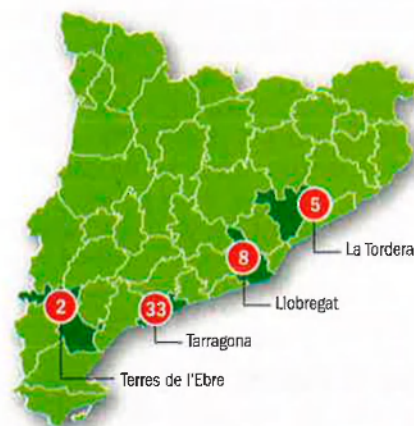 5
La Tordera
8
Llobregat
2
33
Tarragona
Terres de l'Ebre